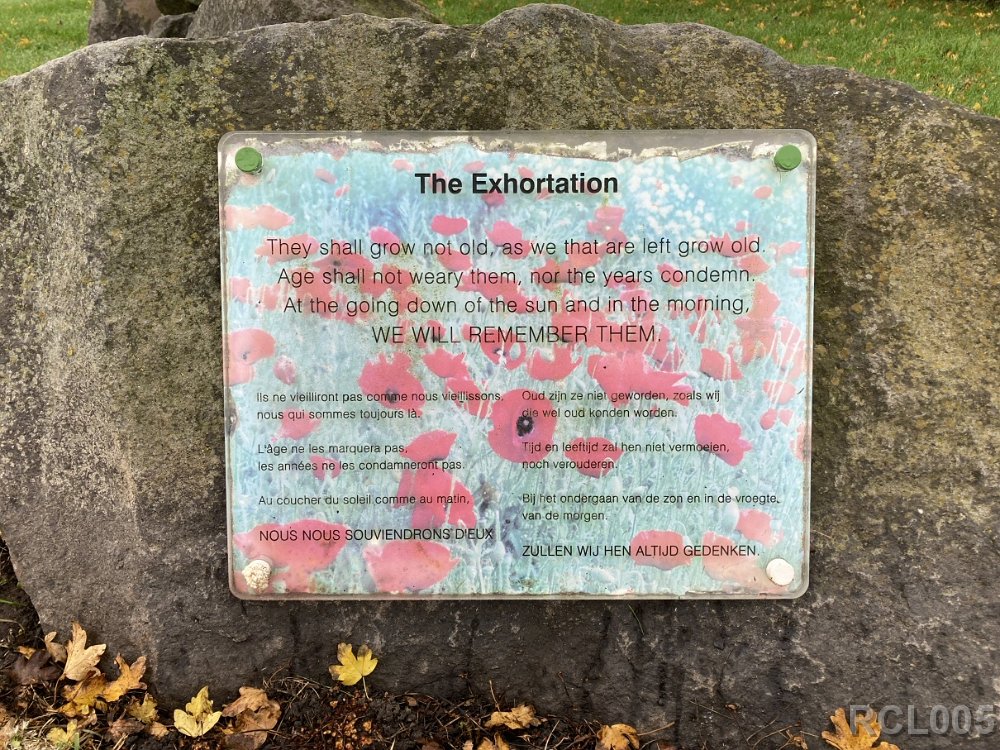 The Exhortation
They shall grow not old, as we that are left grow old.
Age shall not weary them, nor the years condemn.
At the going down of the sun and in the morning,
WE WILL REMEMBER THEM.
Ils ne vieilliront pas comme nous vieillissons,
nous qui sommes toujours là.
L'âge ne les marquera pas,
les années ne les condamneront pas.
Au coucher du soleil comme au matin,
NOUS NOUS SOUVIENDRONS D'EUX
Oud zijn ze niet geworden, zoals wij
die wel oud konden worden.
Tijd en leeftijd zal hen niet vermoeien,
noch verouderen.
Bij het ondergaan van de zon en in de vroegte
van de morgen.
ZULLEN WIJ HEN ALTIJD GEDENKEN.
RCL005